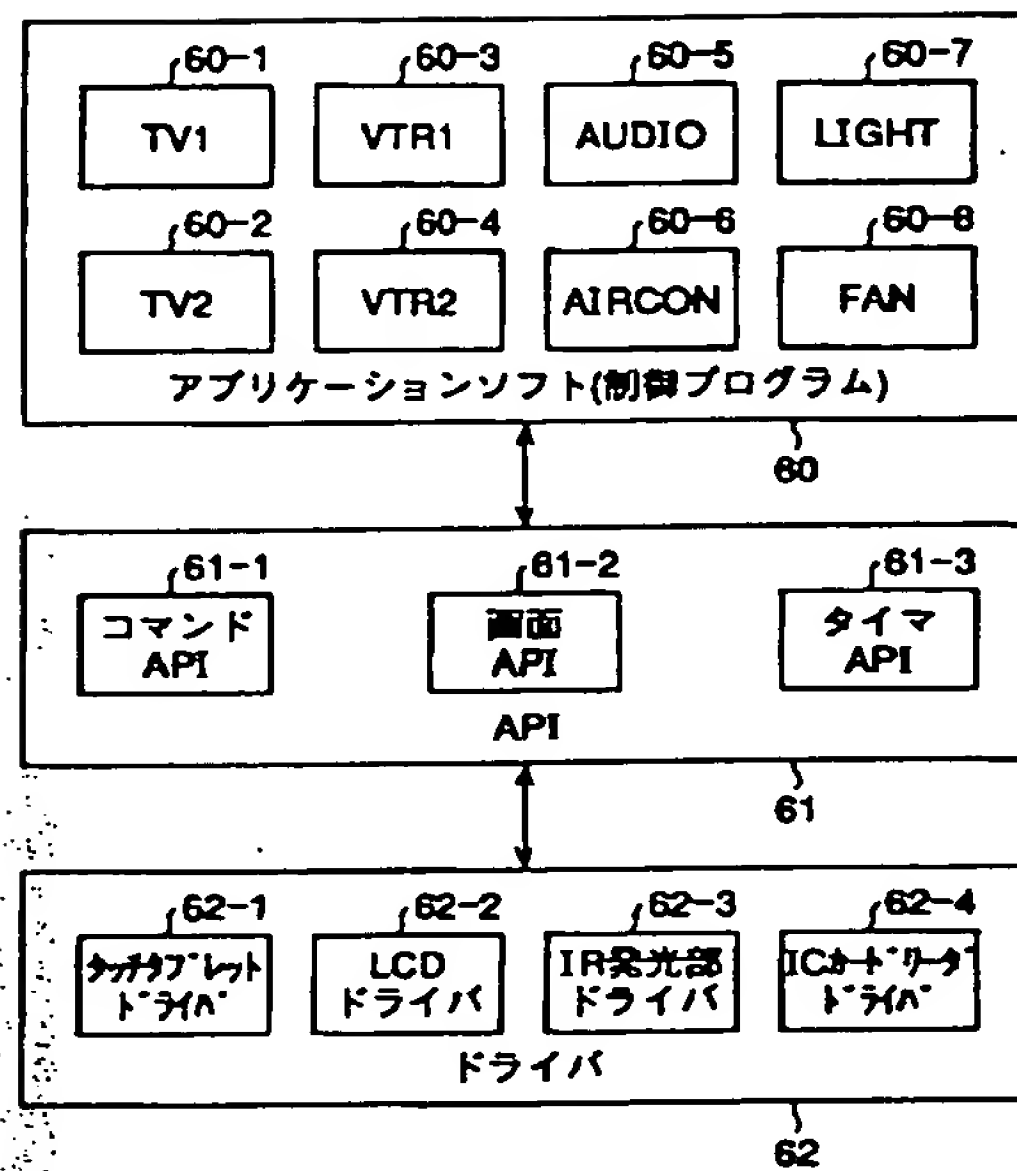 60-1 60-3 60-5 60-7
TV1 VTR1 AUDIO LIGHT
60-2 60-4 60-6 60-8
TV2 VTR2 AIRCON FAN
アプリケーションソフト(制御プログラム)
60
61-1 61-2 61-3
コマンド 画面 タイマ
API API API
API
61
62-1 62-2 62-3 62-4
タッチタブレット LCD IR発光部 ICカードリーダ
ドライバ ドライバ ドライバ ドライバ
ドライバ
62